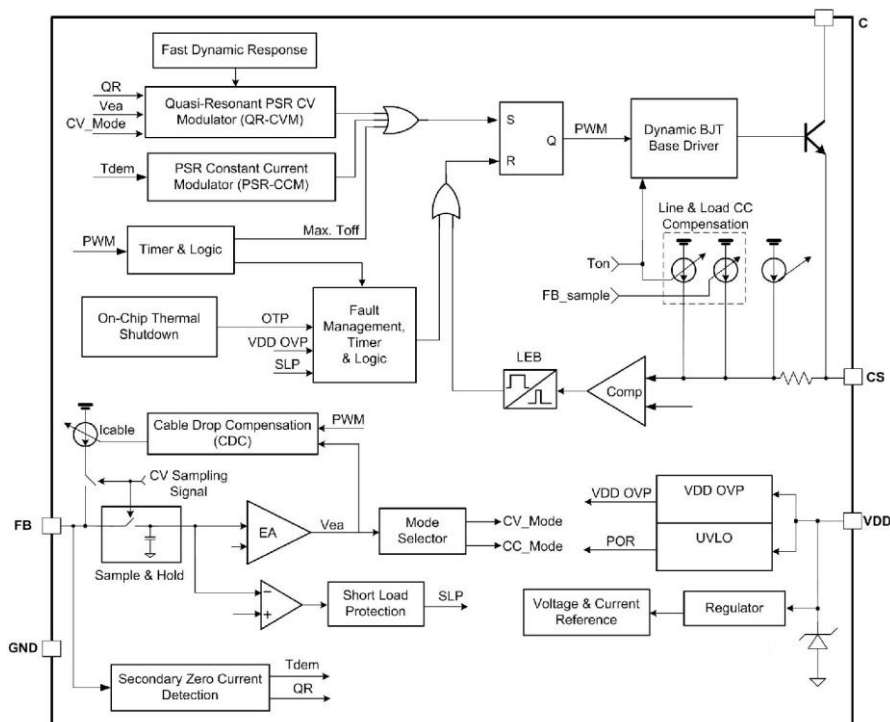 C
Fast Dynamic Response
QR
Vea
CV_Mode
Quasi-Resonant PSR CV
Modulator (QR-CVM)
S
R
Q
PWM
Dynamic BJT
Base Driver
Tdem
PSR Constant Current
Modulator (PSR-CCM)
Line & Load CC
Compensation
PWM
Timer & Logic
Max. Toff
Ton
FB_sample
On-Chip Thermal
Shutdown
OTP
VDD OVP
SLP
Fault
Management,
Timer
& Logic
LEB
Comp
CS
Icable
Cable Drop Compensation
(CDC)
PWM
CV Sampling
Signal
FB
Sample & Hold
EA
Vea
Mode
Selector
CV_Mode
CC_Mode
VDD OVP
POR
VDD OVP
UVLO
VDD
−
+
Short Load
Protection
SLP
Voltage & Current
Reference
Regulator
GND
Secondary Zero Current
Detection
Tdem
QR